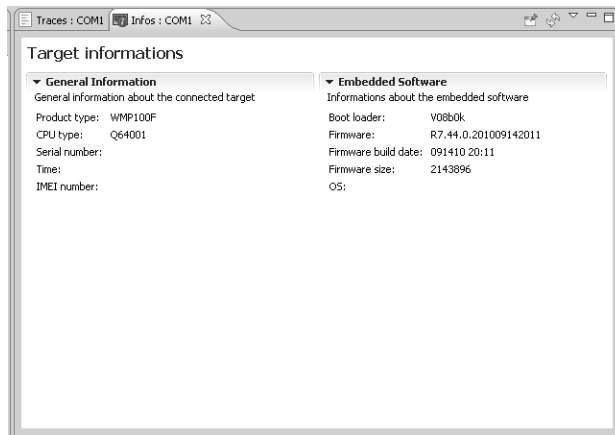 Traces : COM1 Infos : COM1
Target informations
General Information
General information about the connected target
Product type: WMP100F
CPU type: Q64001
Serial number:
Time:
IMEI number:
Embedded Software
Informations about the embedded software
Boot loader: V08b0k
Firmware: R7.44.0.201009142011
Firmware build date: 091410 20:11
Firmware size: 2143896
OS: